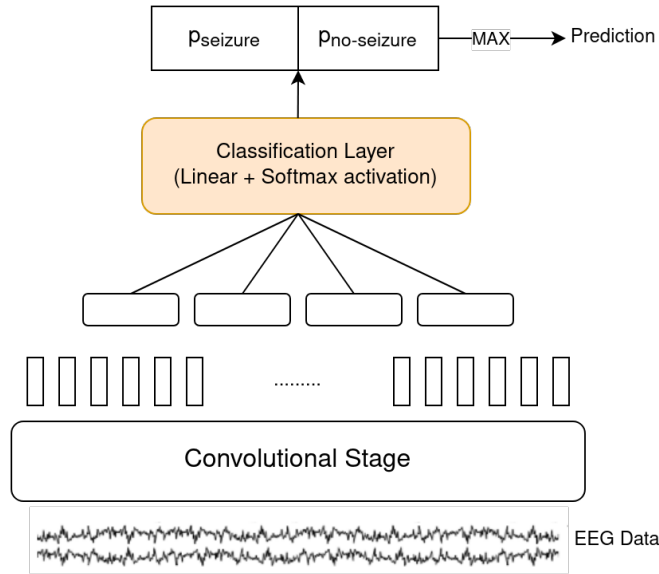 pseizure
pno-seizure
MAX
Prediction
Classification Layer
(Linear + Softmax activation)
.........
Convolutional Stage
EEG Data